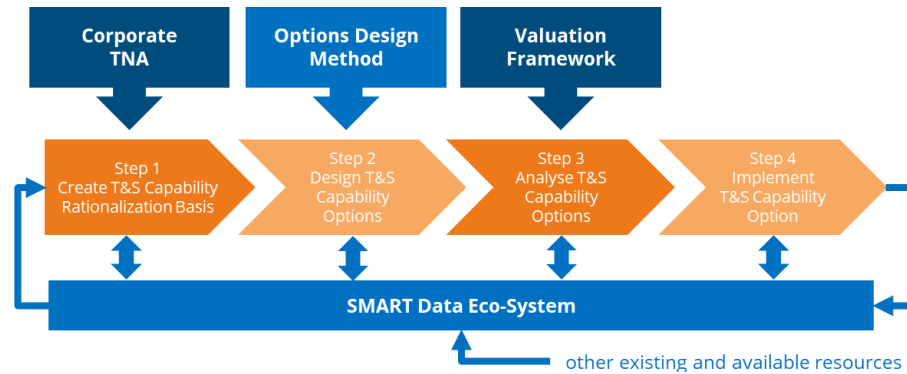 Corporate
TNA
Options Design
Method
Valuation
Framework
Step 1
Create T&S Capability
Rationalization Basis
Step 2
Design T&S
Capability
Options
Step 3
Analyse T&S
Capability
Options
Step 4
Implement
T&S Capability
Option
SMART Data Eco-System
other existing and available resources